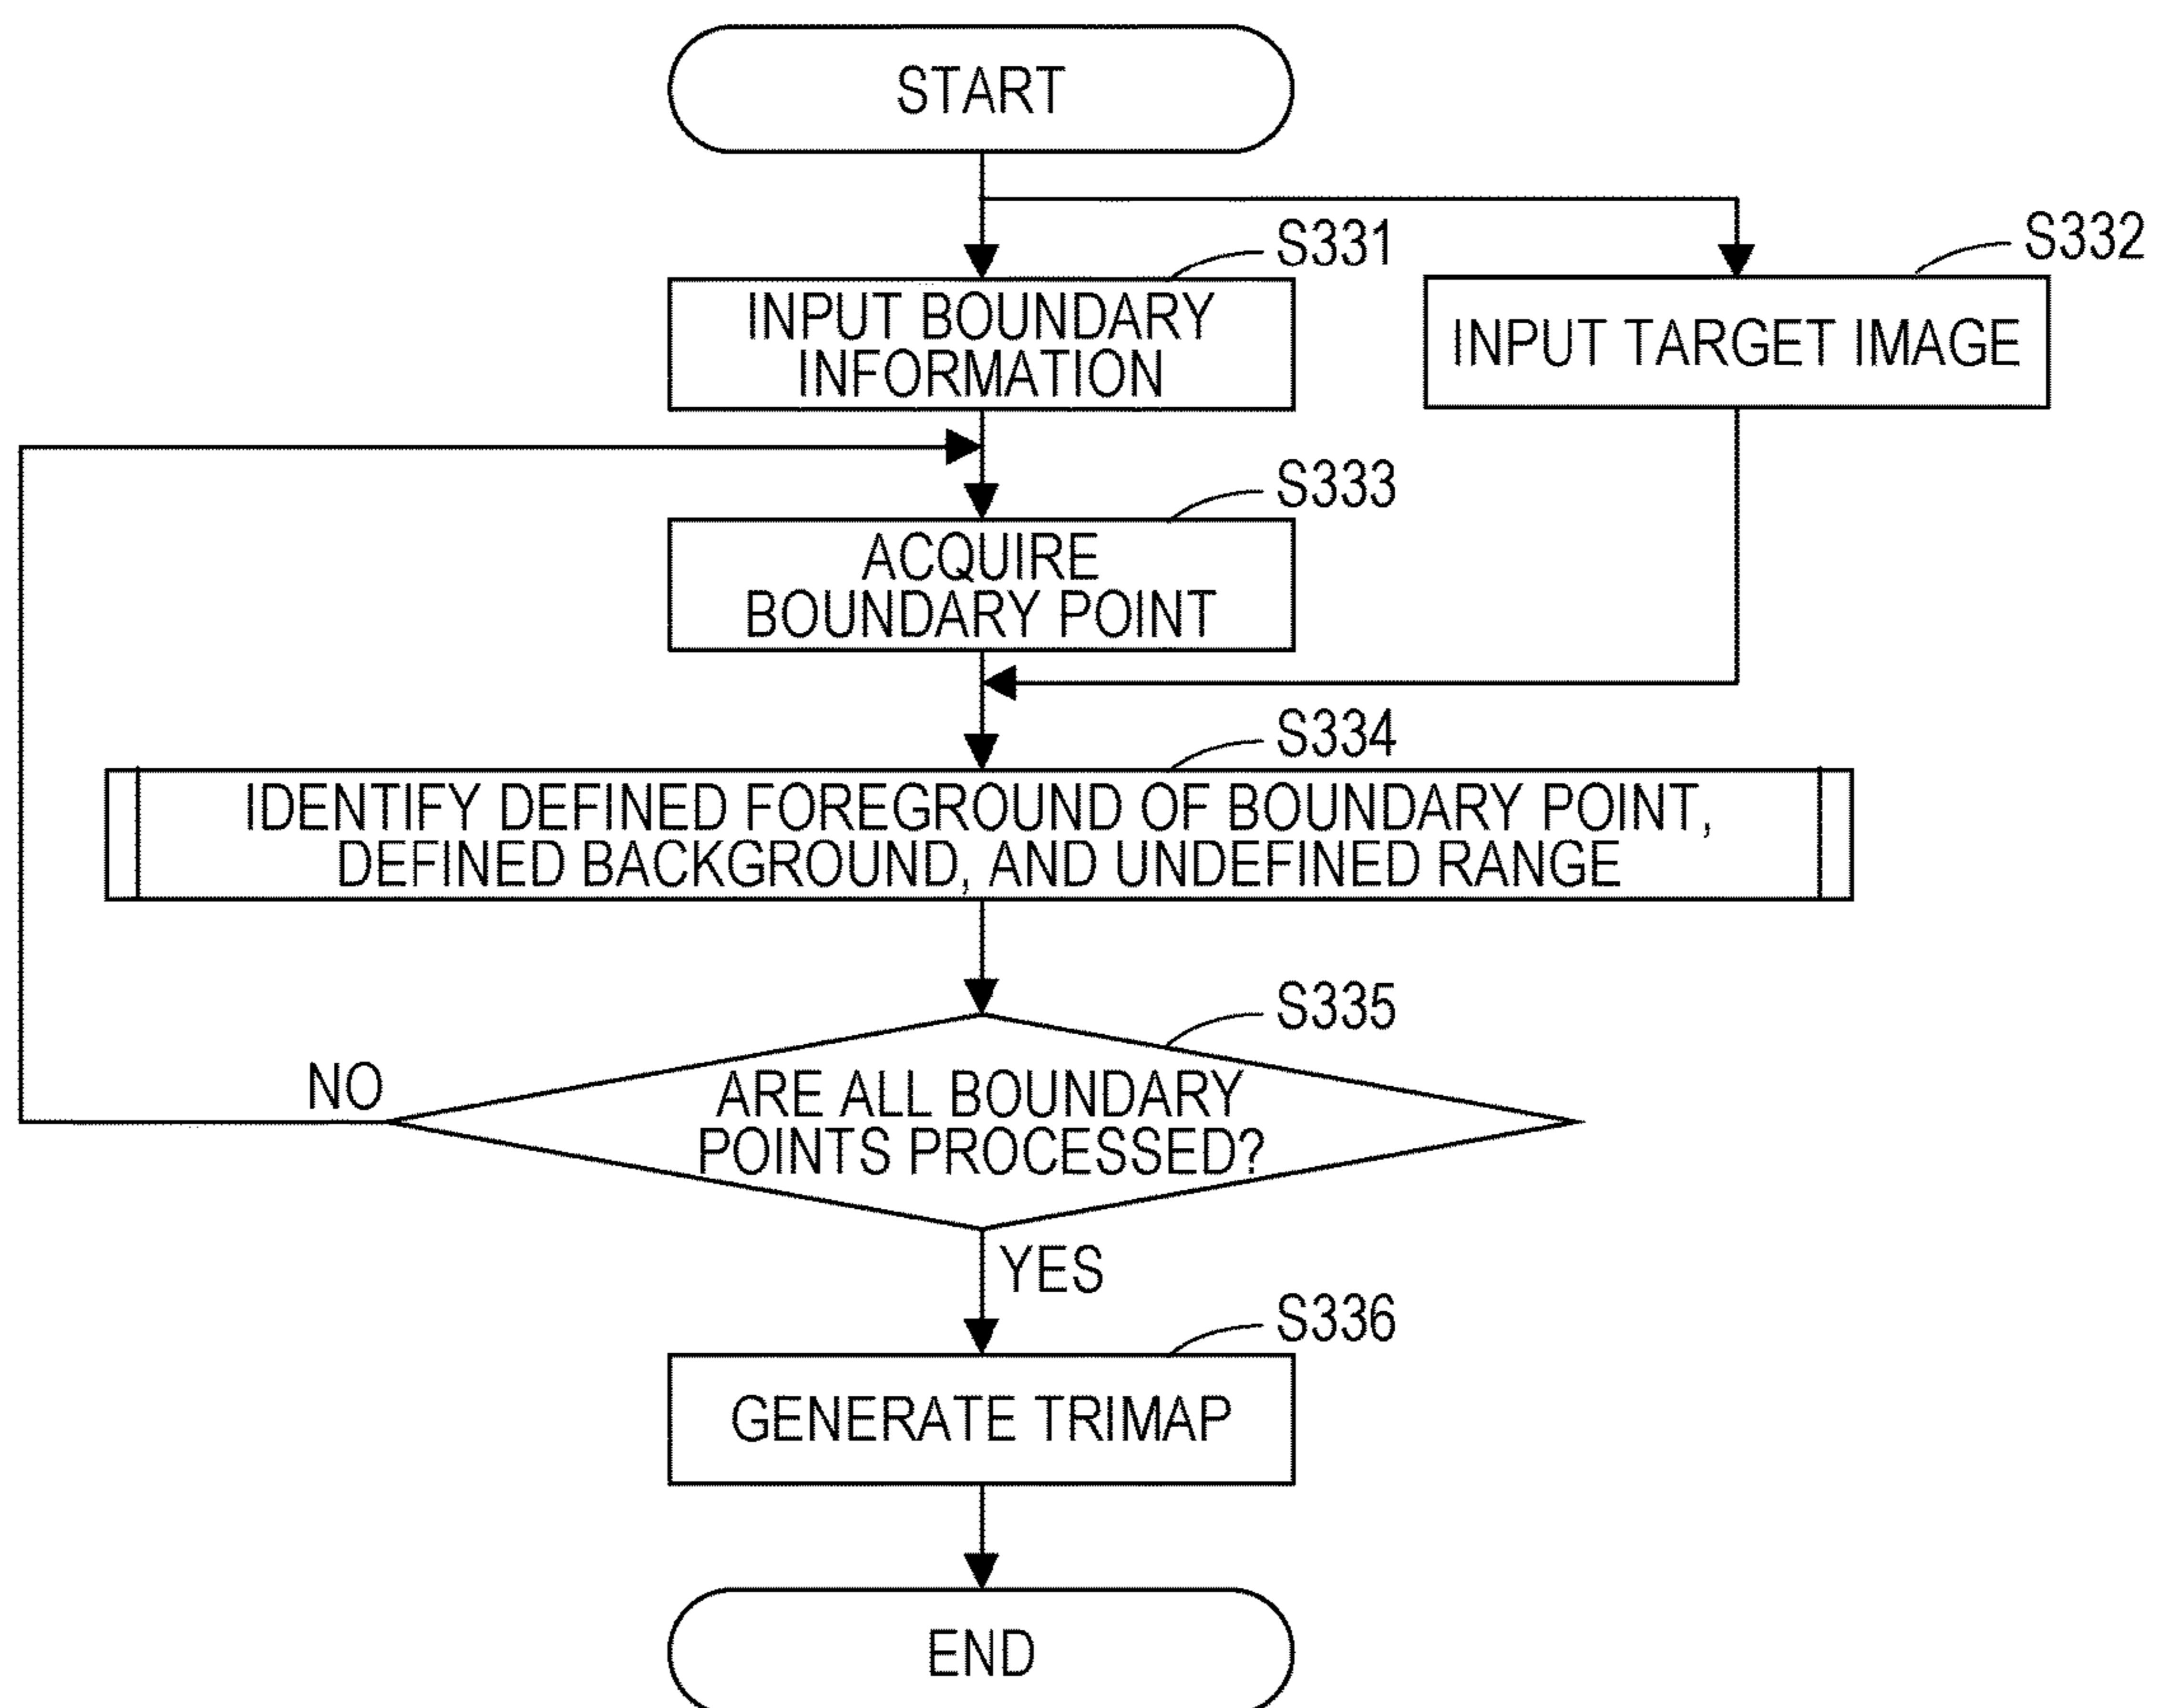 START
S331
S332
INPUT BOUNDARY
INFORMATION
INPUT TARGET IMAGE
S333
ACQUIRE
BOUNDARY POINT
S334
IDENTIFY DEFINED FOREGROUND OF BOUNDARY POINT,
DEFINED BACKGROUND, AND UNDEFINED RANGE
S335
NO
ARE ALL BOUNDARY
POINTS PROCESSED?
YES
S336
GENERATE TRIMAP
END